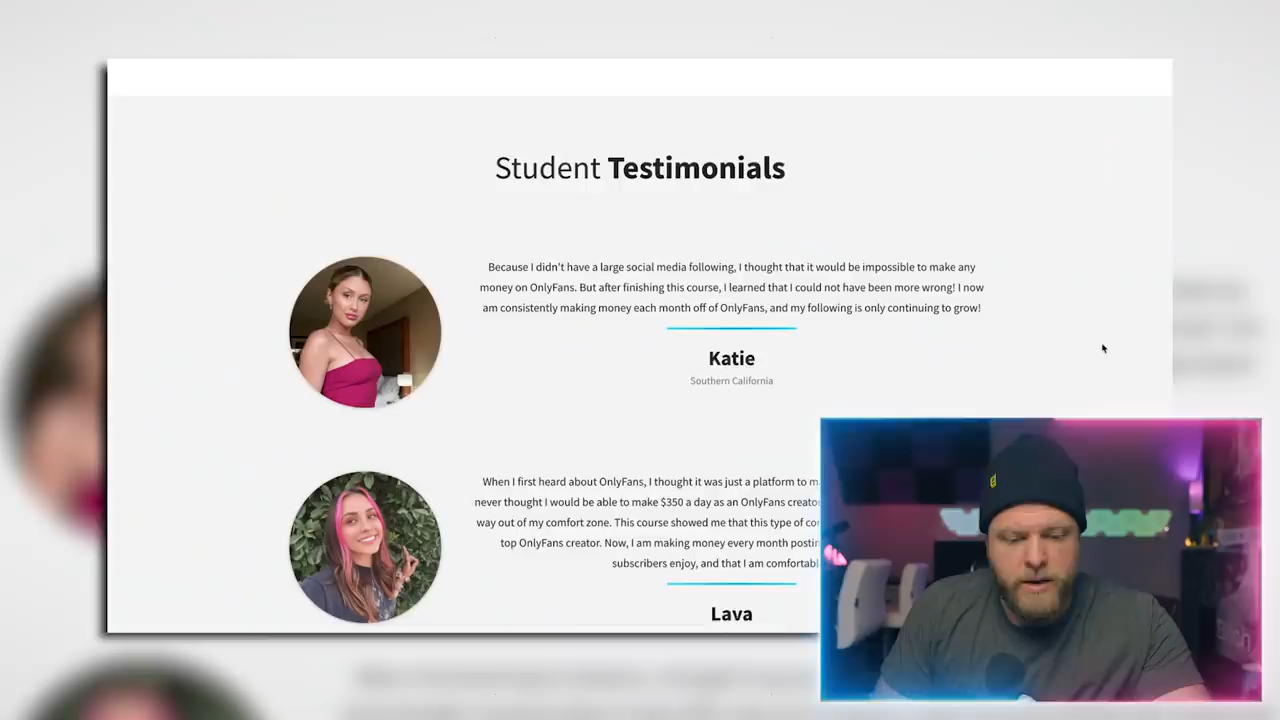 Student Testimonials
Because I didn't have a large social media following, I thought that it would be impossible to make any
money on OnlyFans. But after finishing this course, I learned that I could not have been more wrong! I now
am consistently making money each month off of OnlyFans, and my following is only continuing to grow!
Katie
Southern California
When I first heard about OnlyFans, I thought it was just a platform to
never thought I would be able to make $350 a day as an OnlyFans
way out of my comfort zone. This course showed me that this type of
top OnlyFans creator. Now, I am making money every month
subscribers enjoy, and that I am
Lava